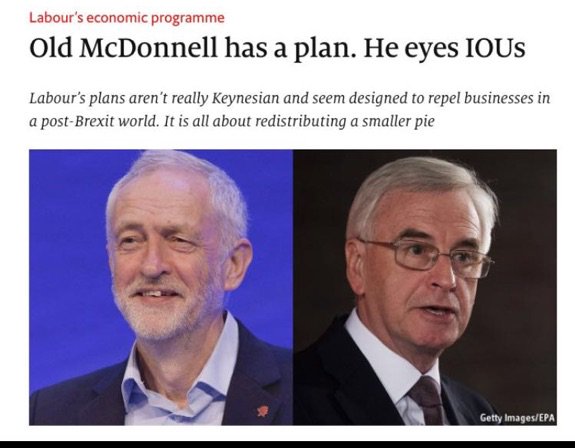 Labour's economic programme
Old McDonnell has a plan. He eyes IOUs
Labour's plans aren't really Keynesian and seem designed to repel businesses in
a post-Brexit world. It is all about redistributing a smaller pie
Getty Images/EPA